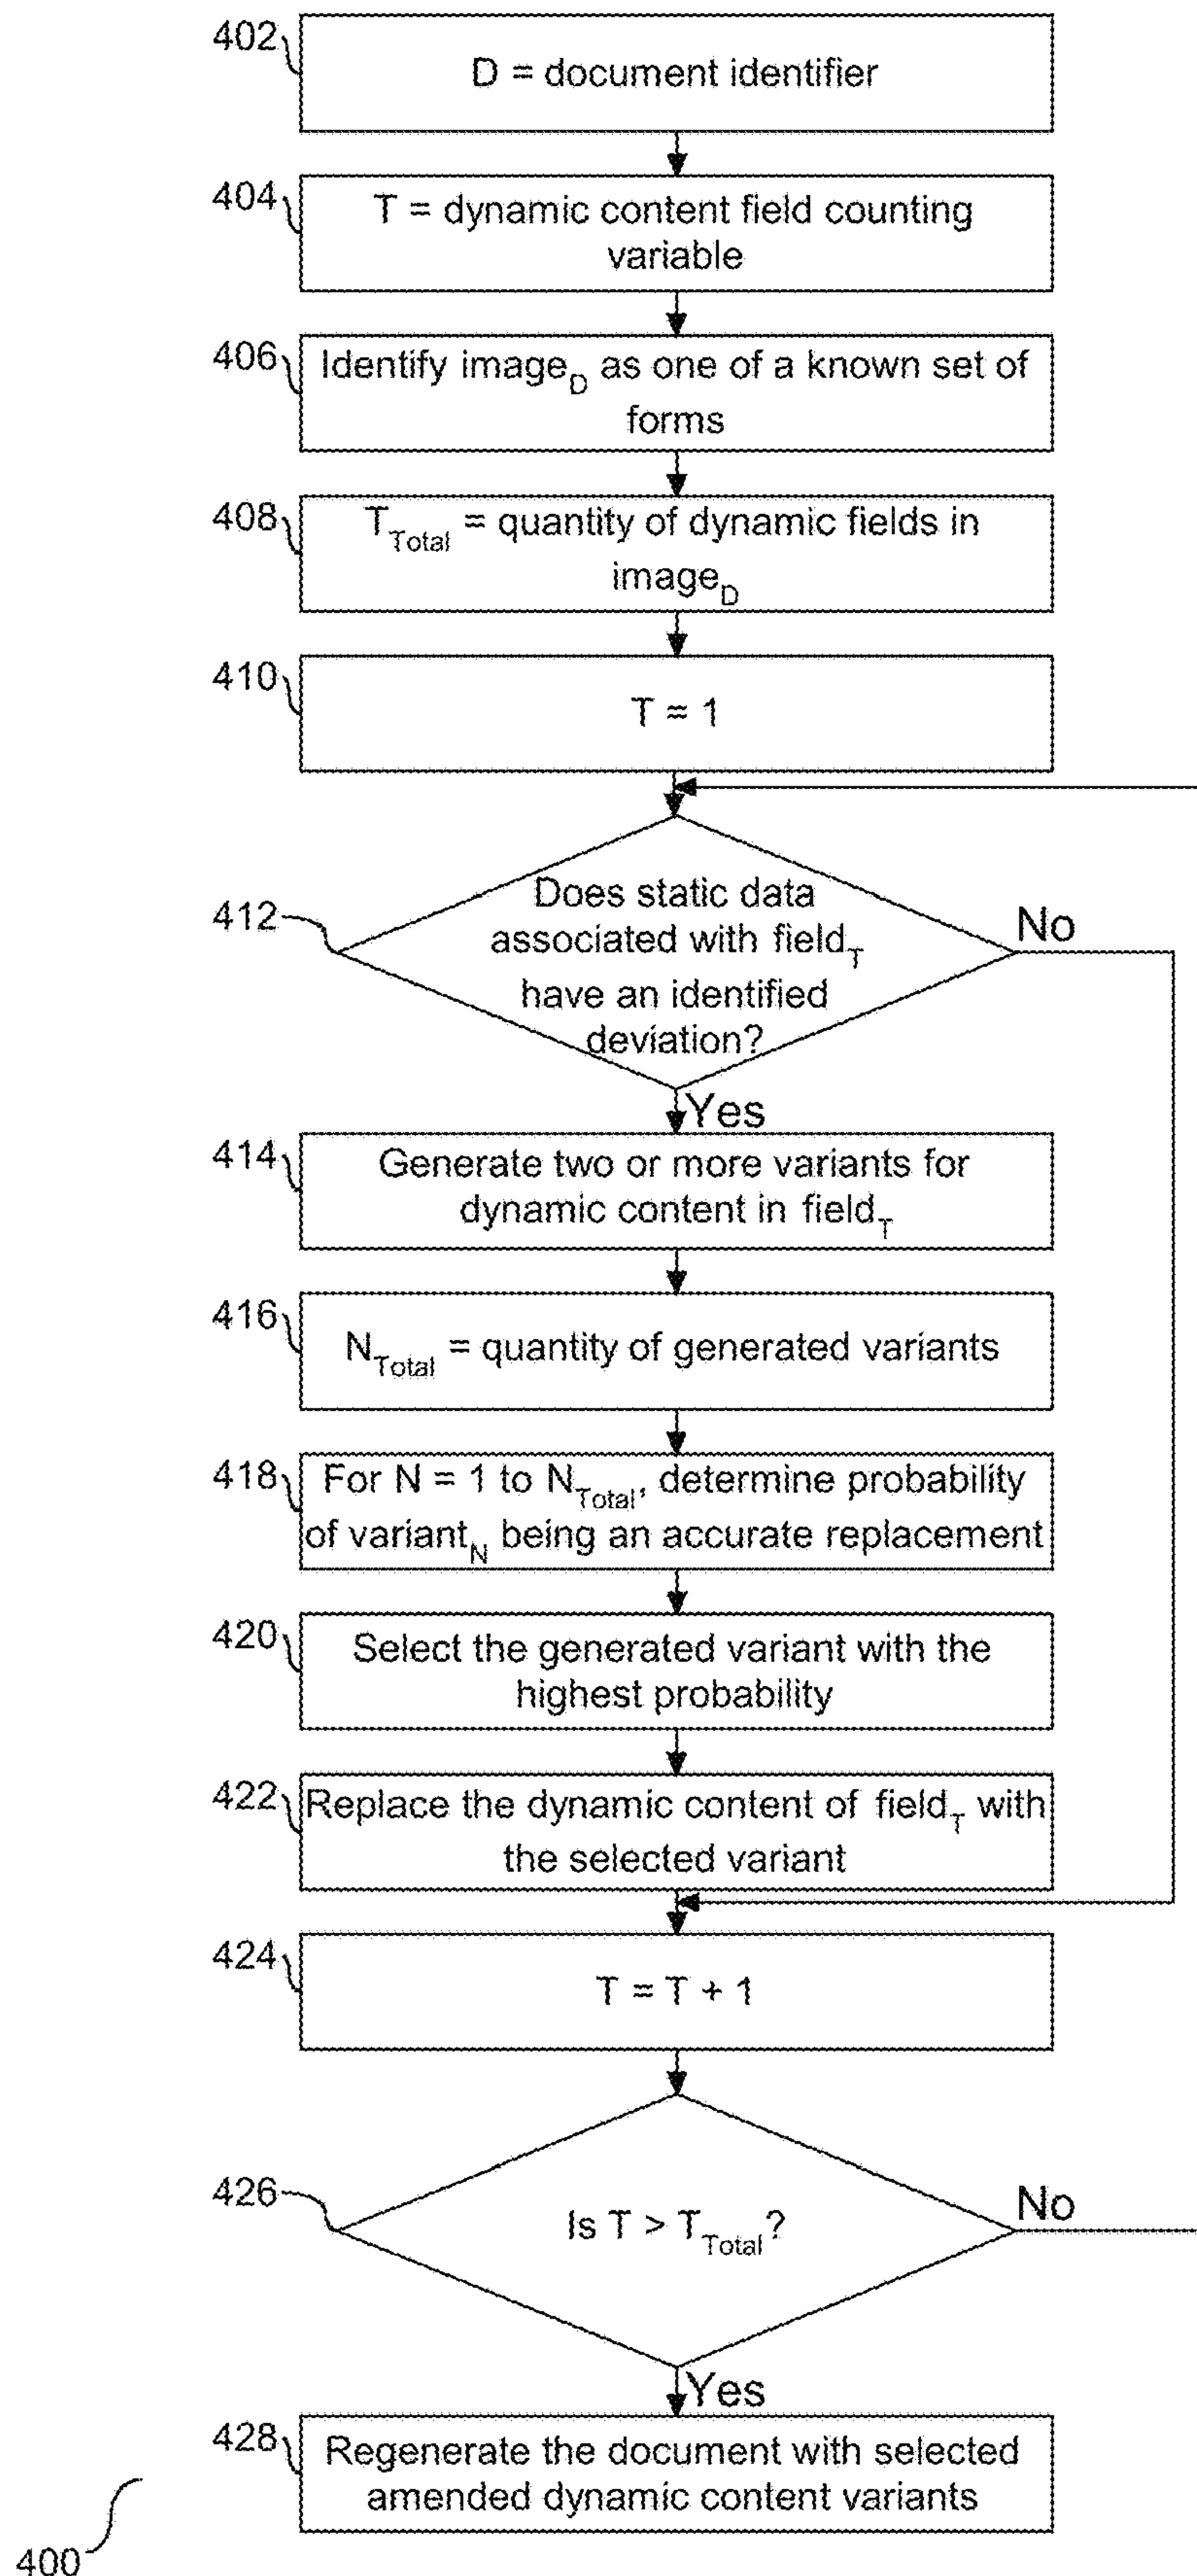 402
D = document identifier
404
T = dynamic content field counting
variable
406
Identify image_D as one of a known set of
forms
408
T_Total = quantity of dynamic fields in
image_D
410
T = 1
412
Does static data
associated with field_T
have an identified
deviation?
No
Yes
414
Generate two or more variants for
dynamic content in field_T
416
N_Total = quantity of generated variants
418
For N = 1 to N_Total, determine probability
of variant_N being an accurate replacement
420
Select the generated variant with the
highest probability
422
Replace the dynamic content of field_T with
the selected variant
424
T = T + 1
426
Is T > T_Total?
No
Yes
428
Regenerate the document with selected
amended dynamic content variants
400